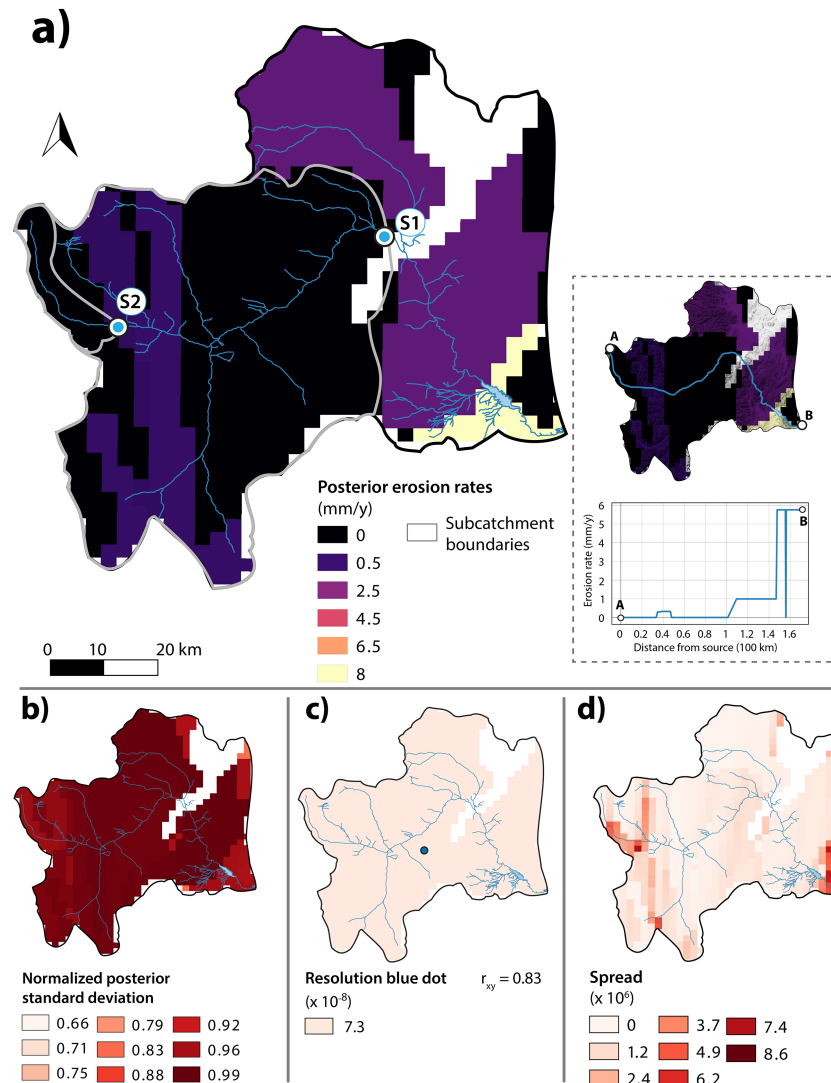 a)
S1
S2
A
B
Posterior erosion rates
(mm/y)
0
0.5
2.5
4.5
6.5
8
Subcatchment
boundaries
0 10 20 km
Erosion rate (mm/y)
6
5
4
3
2
1
0
A
B
0 0.2 0.4 0.6 0.8 1 1.2 1.4 1.6
Distance from source (100 km)
b)
Normalized posterior
standard deviation
0.66 0.79 0.92
0.71 0.83 0.96
0.75 0.88 0.99
c)
Resolution blue dot r_xy = 0.83
(x 10⁻⁸)
7.3
d)
Spread
(x 10⁶)
0 3.7 7.4
1.2 4.9 8.6
2.4 6.2